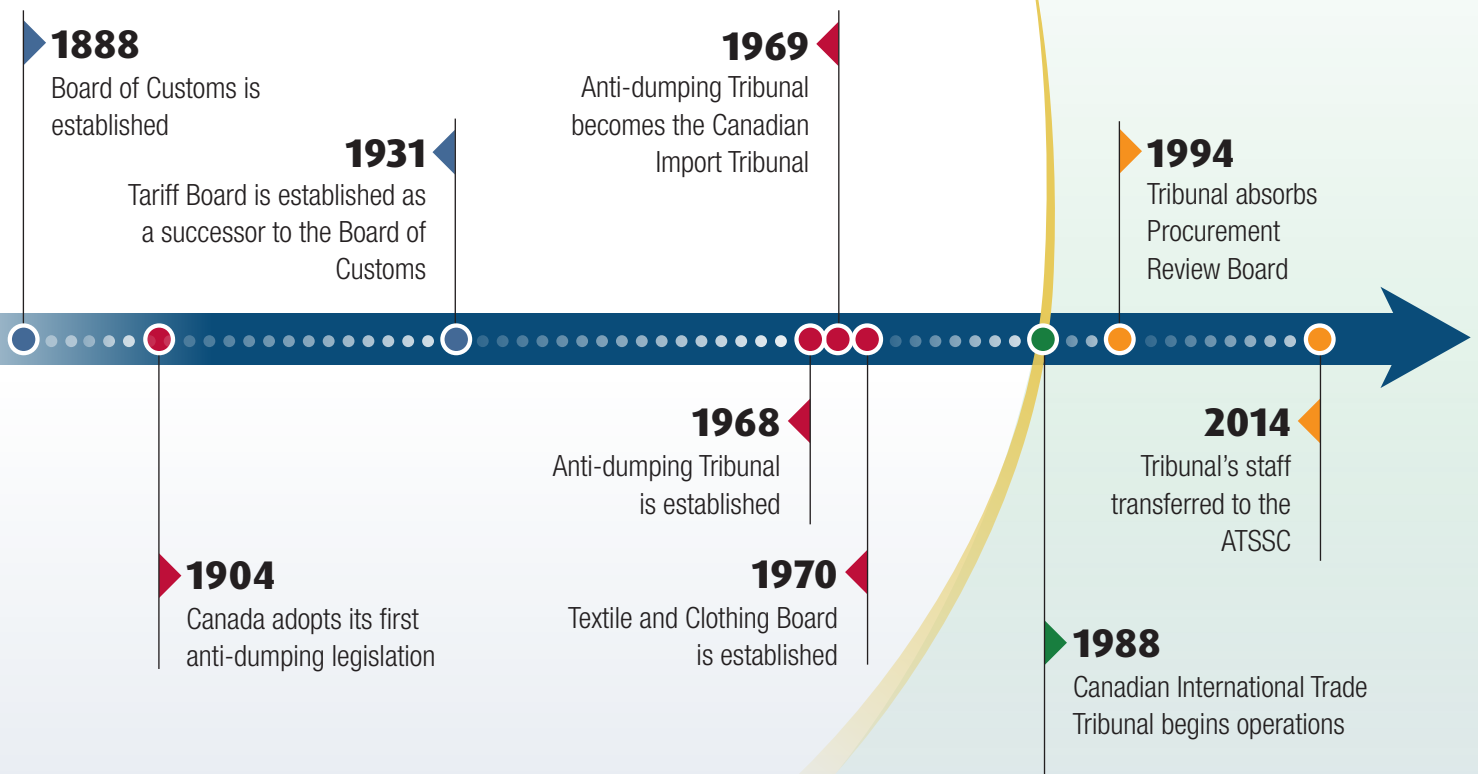 1888
Board of Customs is
established
1931
Tariff Board is established as
a successor to the Board of
Customs
1969
Anti-dumping Tribunal
becomes the Canadian
Import Tribunal
1994
Tribunal absorbs
Procurement
Review Board
1904
Canada adopts its first
anti-dumping legislation
1968
Anti-dumping Tribunal
is established
1970
Textile and Clothing Board
is established
2014
Tribunal’s staff
transferred to the
ATSSC
1988
Canadian International Trade
Tribunal begins operations